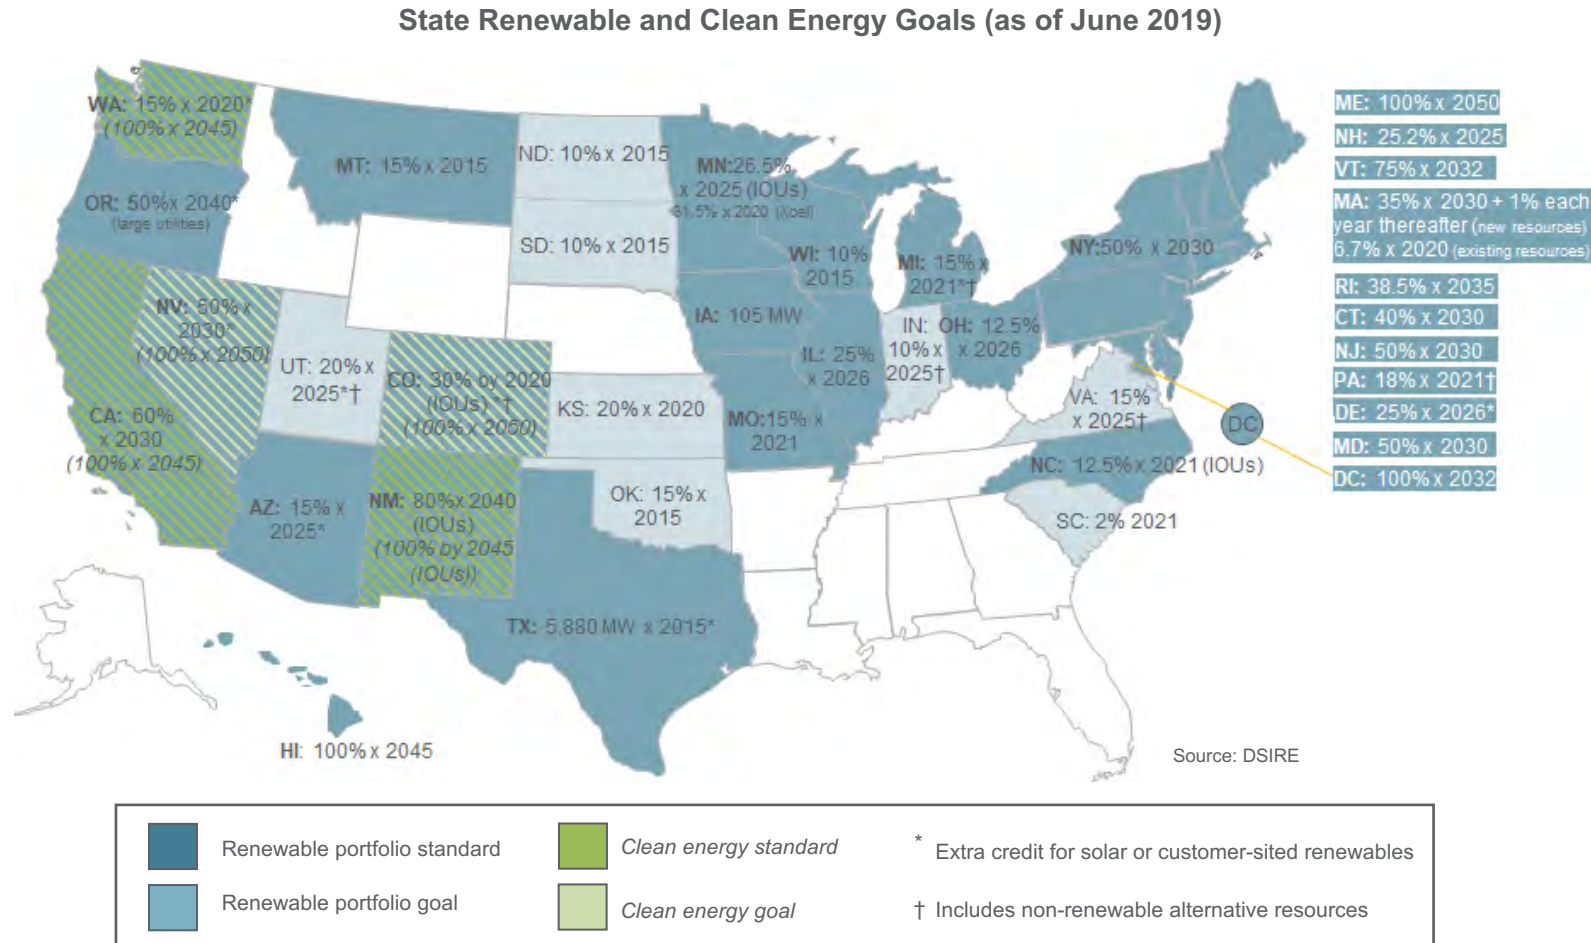 State Renewable and Clean Energy Goals (as of June 2019)
WA: 15% x 2020*
(100% x 2045)
OR: 50% x 2040*
(large utilities)
CA: 60%
x 2030
(100% x 2045)
NV: 50% x
2030*
(100% x 2050)
UT: 20% x
2025*†
AZ: 15% x
2025*
MT: 15% x 2015
ND: 10% x 2015
SD: 10% x 2015
CO: 30% by 2020
(IOUs) *†
(100% x 2050)
NM: 80% x 2040
(IOUs)
(100% by 2045
(IOUs))
KS: 20% x 2020
OK: 15% x
2015
TX: 5,880 MW x 2015*
MN:26.5%
x 2025 (IOUs)
31.5% x 2020 (Xcel)
IA: 105 MW
MO:15% x
2021
WI: 10%
2015
IL: 25%
x 2026
MI: 15% x
2021*†
IN:
10% x
2025†
OH: 12.5%
x 2026
NY:50% x 2030
VA: 15%
x 2025†
NC: 12.5% x 2021 (IOUs)
SC: 2% 2021
DC
HI: 100% x 2045
ME: 100% x 2050
NH: 25.2% x 2025
VT: 75% x 2032
MA: 35% x 2030 + 1% each
year thereafter (new resources)
6.7% x 2020 (existing resources)
RI: 38.5% x 2035
CT: 40% x 2030
NJ: 50% x 2030
PA: 18% x 2021†
DE: 25% x 2026*
MD: 50% x 2030
DC: 100% x 2032
Source: DSIRE
Renewable portfolio standard
Renewable portfolio goal
Clean energy standard
Clean energy goal
* Extra credit for solar or customer-sited renewables
† Includes non-renewable alternative resources